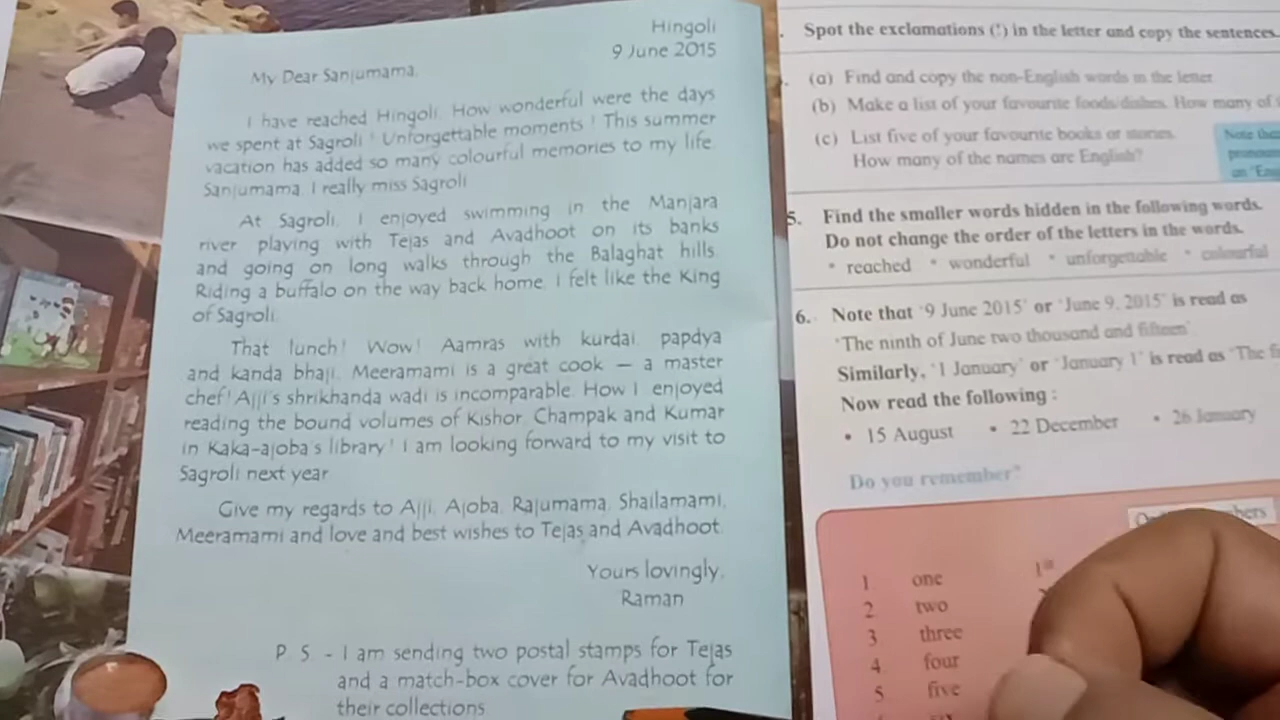 Hingoli
9 June 2015
My Dear Sanjumama,
I have reached Hingoli. How wonderful were the days
we spent at Sagroli ! Unforgettable moments ! This summer
vacation has added so many colourful memories to my life.
Sanjumama, I really miss Sagroli.
At Sagroli, I enjoyed swimming in the Manjara
river playing with Tejas and Avadhoot on its banks
and going on long walks through the Balaghat hills.
Riding a buffalo on the way back home, I felt like the King
of Sagroli.
That lunch! Wow! Aamras with kurdai, papdya
and kanda bhaji. Meeramami is a great cook — a master
chef! Ajji's shrikhanda wadi is incomparable. How I enjoyed
reading the bound volumes of Kishor, Champak and Kumar
in Kaka-ajoba's library ! I am looking forward to my visit to
Sagroli next year.
Give my regards to Ajji, Ajoba, Rajumama, Shailamami,
Meeramami and love and best wishes to Tejas and Avadhoot.
Yours lovingly,
Raman
P. S. - I am sending two postal stamps for Tejas
and a match-box cover for Avadhoot for
their collections
Spot the exclamations (!) in the letter and copy the sentences.
(a) Find and copy the non-English words in the letter.
(b) Make a list of your favourite foods/dishes. How many of
(c) List five of your favourite books or stories.
How many of the names are English?
Note that
5. Find the smaller words hidden in the following words.
Do not change the order of the letters in the words.
* reached * wonderful * unforgettable * colourful
6. Note that '9 June 2015' or 'June 9, 2015' is read as
'The ninth of June two thousand and fifteen'.
Similarly, '1 January' or 'January 1' is read as 'The
Now read the following :
• 15 August • 22 December • 26 January
Do you remember?
1 one 1st
2 two
3 three
4 four
5 five